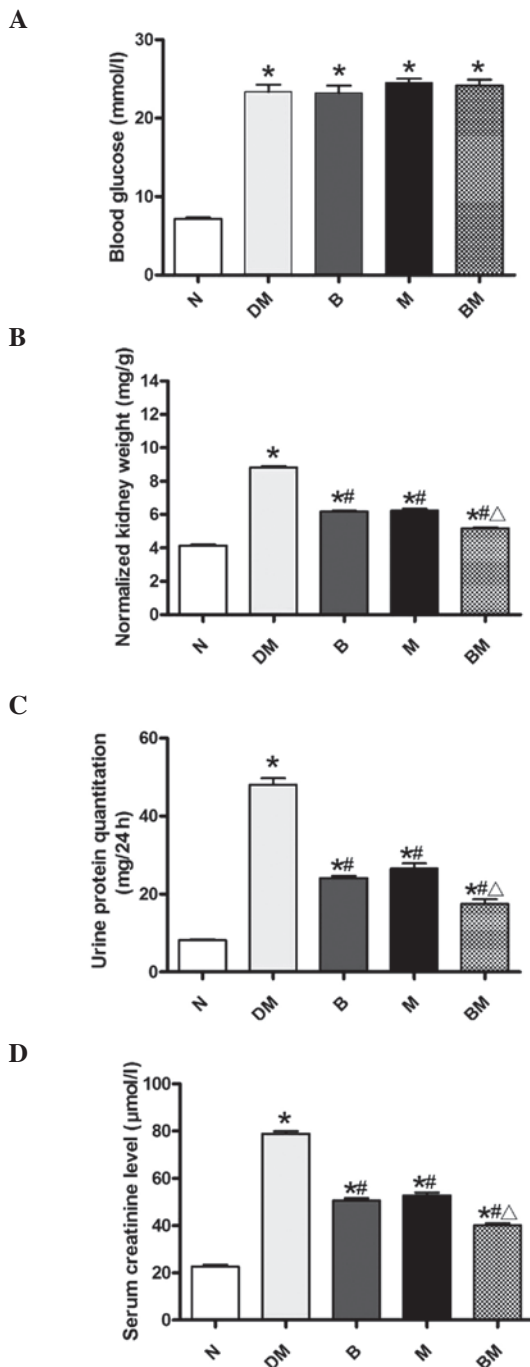 A
Blood glucose (mmol/l)
30
20
10
0
* * * *
N DM B M BM
B
Normalized kidney weight (mg/g)
14
12
10
8
6
4
2
0
* *# *# *#△
N DM B M BM
C
Urine protein quantitation
(mg/24 h)
60
40
20
0
* *# *# *#△
N DM B M BM
D
Serum creatinine level (μmol/l)
100
80
60
40
20
0
* *# *# *#△
N DM B M BM